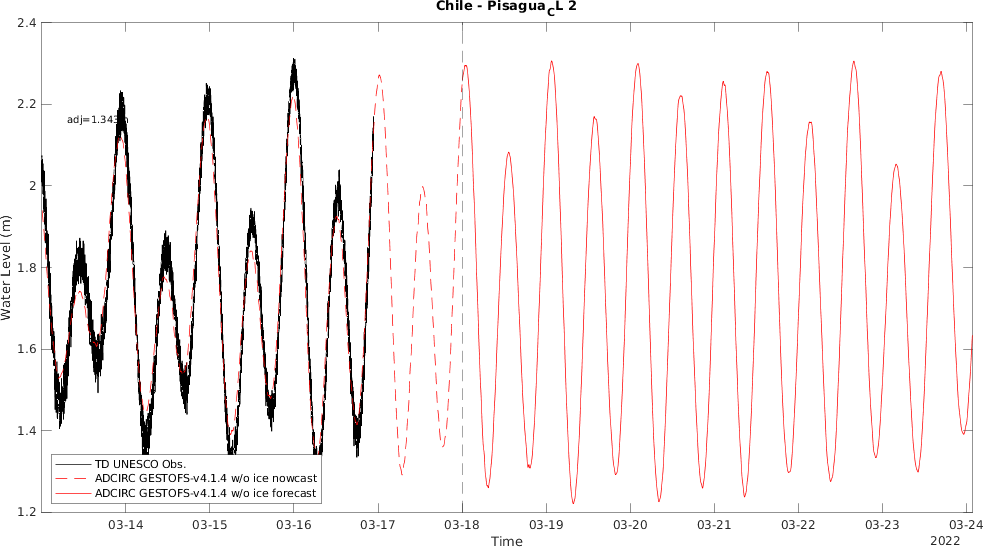 Chile - Pisagua_CL 2
2.4
2.2
2
1.8
1.6
1.4
1.2
Water Level (m)
adj=1.343m
TD UNESCO Obs.
ADCIRC GESTOFS-v4.1.4 w/o ice nowcast
ADCIRC GESTOFS-v4.1.4 w/o ice forecast
03-14 03-15 03-16 03-17 03-18 03-19 03-20 03-21 03-22 03-23 03-24
Time
2022